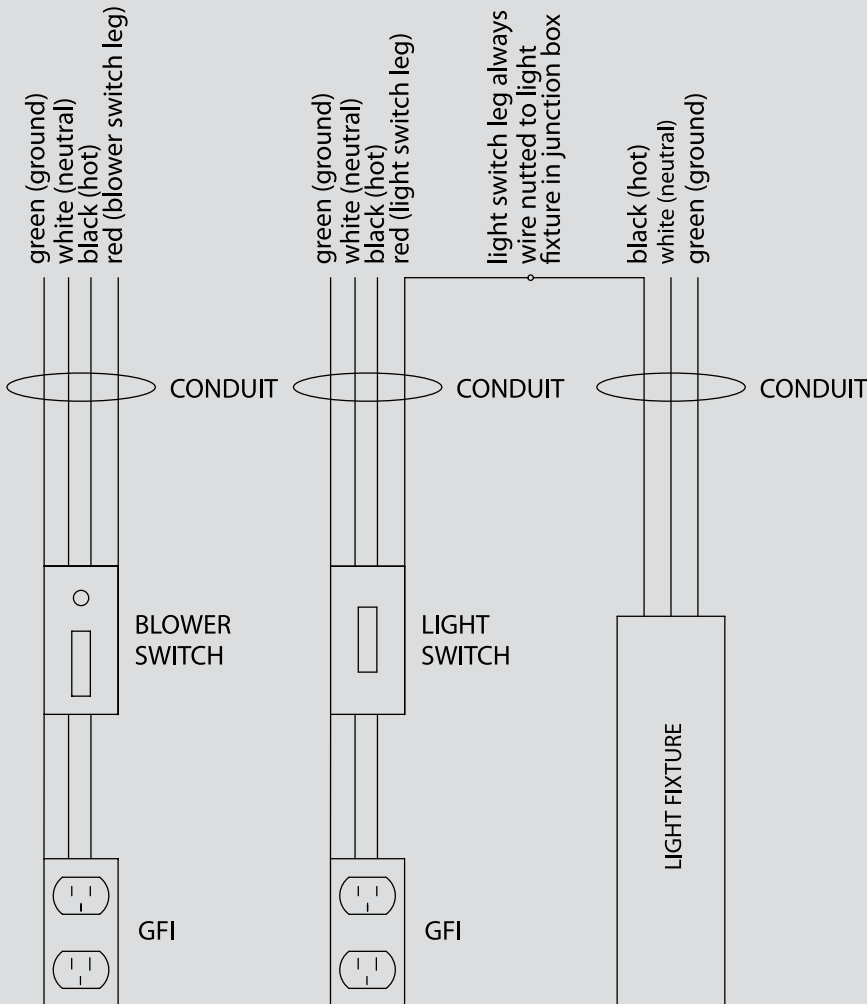 green (ground)
white (neutral)
black (hot)
red (blower switch leg)
green (ground)
white (neutral)
black (hot)
red (light switch leg)
light switch leg always
wire nutted to light
fixture in junction box
black (hot)
white (neutral)
green (ground)
CONDUIT
CONDUIT
CONDUIT
BLOWER
SWITCH
LIGHT
SWITCH
LIGHT FIXTURE
GFI
GFI